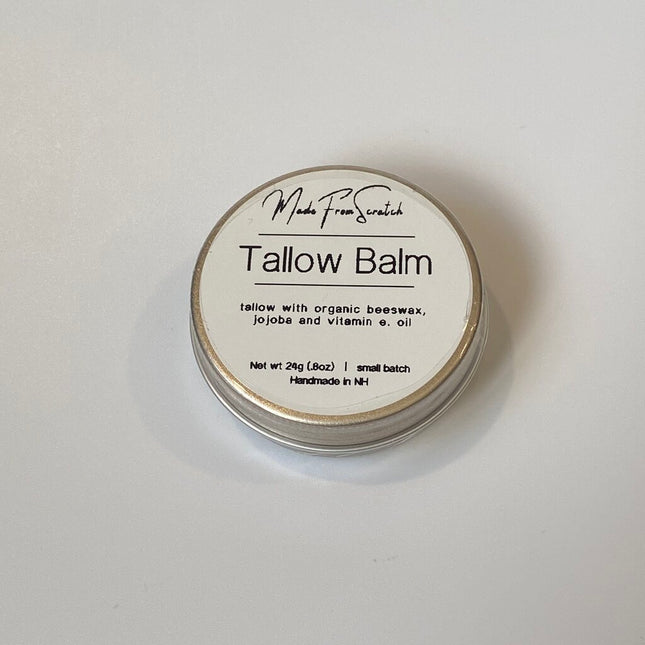 Made From Scratch
Tallow Balm
tallow with organic beeswax,
jojoba and vitamin e. oil
Net wt 24g (.8oz) | small batch
Handmade in NH